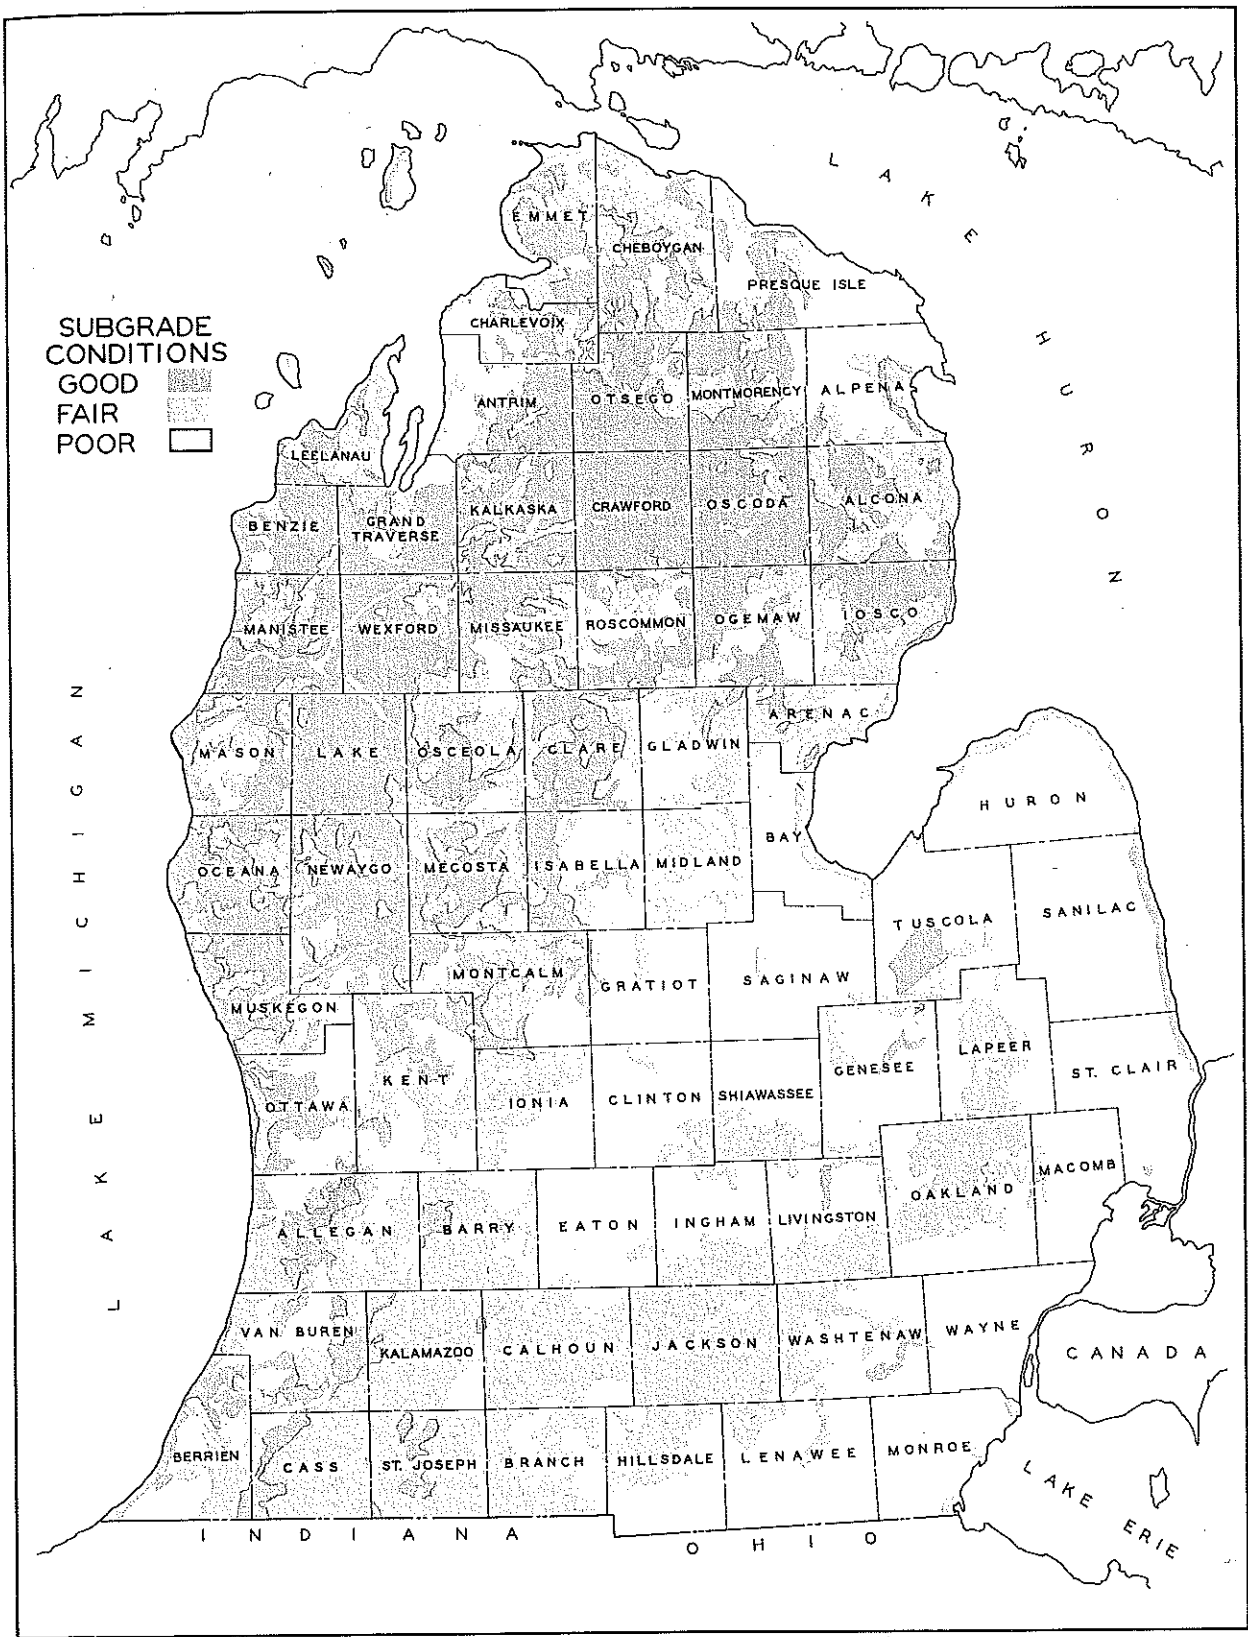 LAKE
HURON
EMMET
CHEBOYGAN
PRESQUE ISLE
CHARLEVOIX
SUBGRADE
CONDITIONS
GOOD
FAIR
POOR
ANTRIM
OTSEGO
MONTMORENCY
ALPENA
LEELANAU
BENZIE
GRAND
TRAVERSE
KALKASKA
CRAWFORD
OSCODA
ALCONA
MANISTEE
WEXFORD
MISSAUKEE
ROSCOMMON
OGEMAW
IOSCO
LAKE MICHIGAN
MASON
LAKE
OSCEOLA
CLARE
GLADWIN
ARENAC
HURON
OCEANA
NEWAYGO
MECOSTA
ISABELLA
MIDLAND
BAY
TUSCOLA
SANILAC
MUSKEGON
MONTCALM
GRATIOT
SAGINAW
OTTAWA
KENT
IONIA
CLINTON
SHIAWASSEE
GENESEE
LAPEER
ST. CLAIR
ALLEGAN
BARRY
EATON
INGHAM
LIVINGSTON
OAKLAND
MACOMB
VAN BUREN
KALAMAZOO
CALHOUN
JACKSON
WASHTENAW
WAYNE
CANADA
BERRIEN
CASS
ST. JOSEPH
BRANCH
HILLSDALE
LENAWEE
MONROE
LAKE ERIE
INDIANA
OHIO